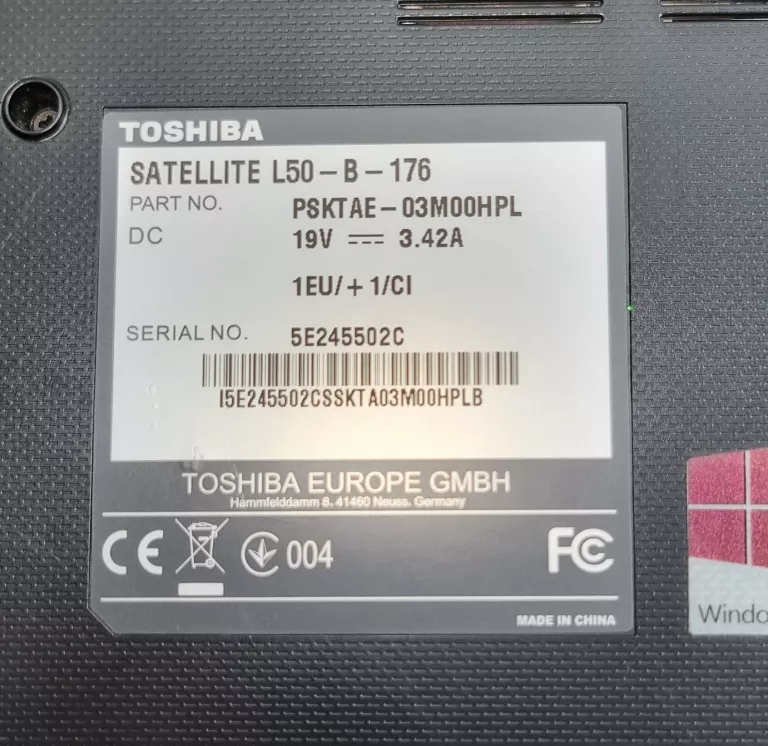 TOSHIBA
SATELLITE L50-B-176
PART NO. PSKTAE-03M00HPL
DC 19V ⎓ 3.42A
1EU/+1/CI
SERIAL NO. 5E245502C
I5E245502CSSKTA03M00HPLB
TOSHIBA EUROPE GMBH
Hammfelddamm 8, 41460 Neuss, Germany
CE 004 FC
MADE IN CHINA
Windo